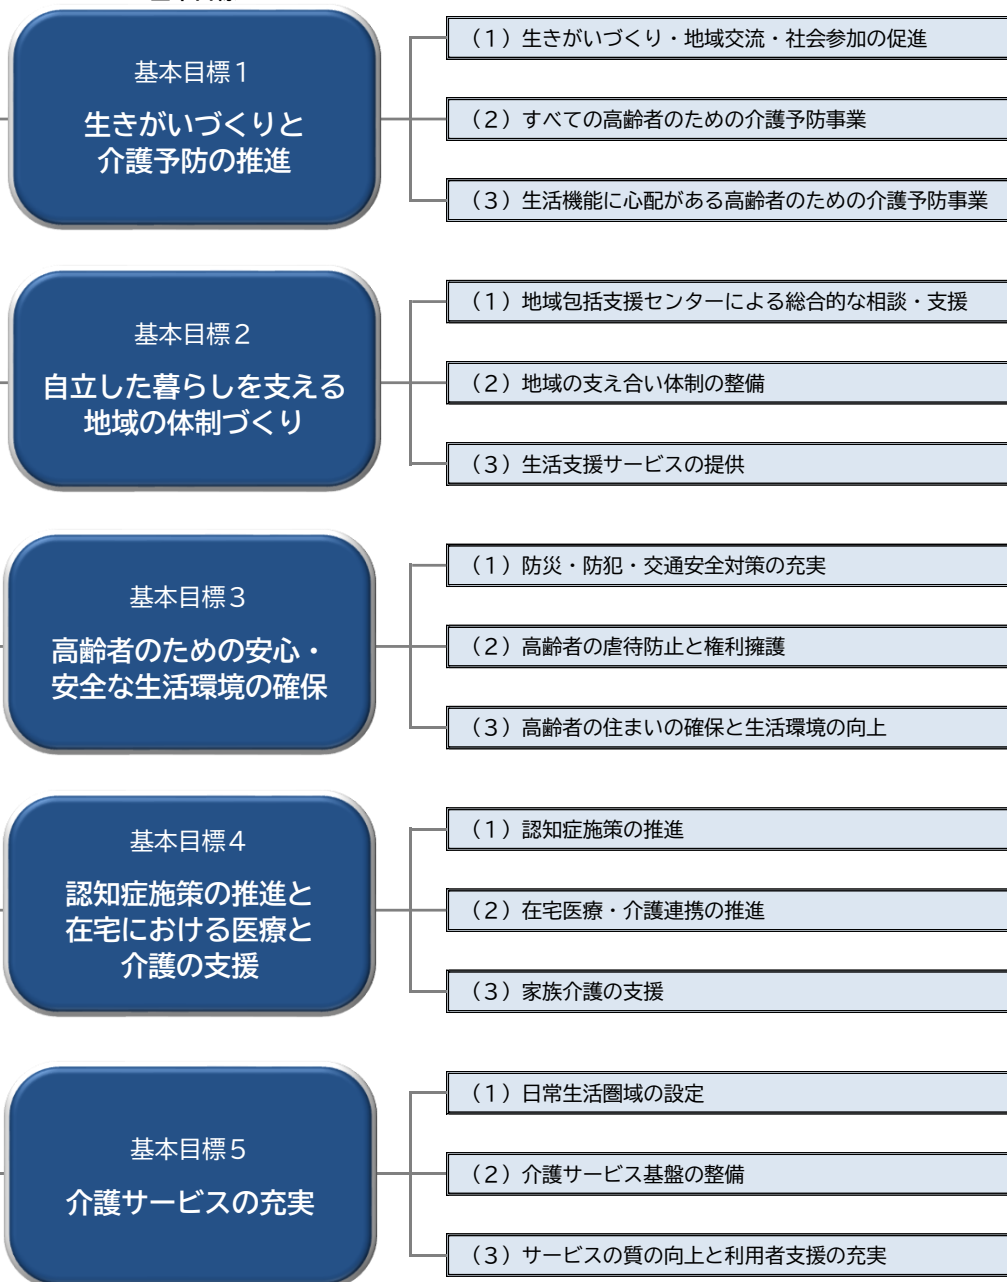 基本目標1
生きがいづくりと
介護予防の推進
(1)生きがいづくり・地域交流・社会参加の促進
(2)すべての高齢者のための介護予防事業
(3)生活機能に心配がある高齢者のための介護予防事業
基本目標2
自立した暮らしを支える
地域の体制づくり
(1)地域包括支援センターによる総合的な相談・支援
(2)地域の支え合い体制の整備
(3)生活支援サービスの提供
基本目標3
高齢者のための安心・
安全な生活環境の確保
(1)防災・防犯・交通安全対策の充実
(2)高齢者の虐待防止と権利擁護
(3)高齢者の住まいの確保と生活環境の向上
基本目標4
認知症施策の推進と
在宅における医療と
介護の支援
(1)認知症施策の推進
(2)在宅医療・介護連携の推進
(3)家族介護の支援
基本目標5
介護サービスの充実
(1)日常生活圏域の設定
(2)介護サービス基盤の整備
(3)サービスの質の向上と利用者支援の充実